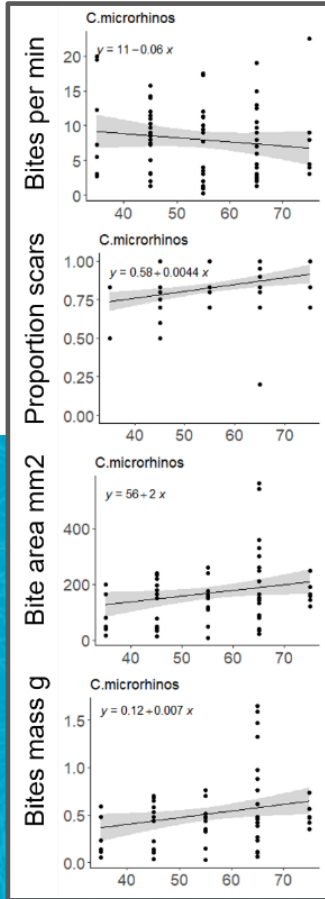 C.microrhinos
y = 11 − 0.06 x
Bites per min
20
15
10
5
0
40 50 60 70
C.microrhinos
y = 0.58 + 0.0044 x
Proportion scars
1.00
0.75
0.50
0.25
0.00
40 50 60 70
C.microrhinos
y = 56 + 2 x
Bite area mm2
400
200
0
40 50 60 70
C.microrhinos
y = 0.12 + 0.007 x
Bites mass g
1.5
1.0
0.5
0.0
40 50 60 70